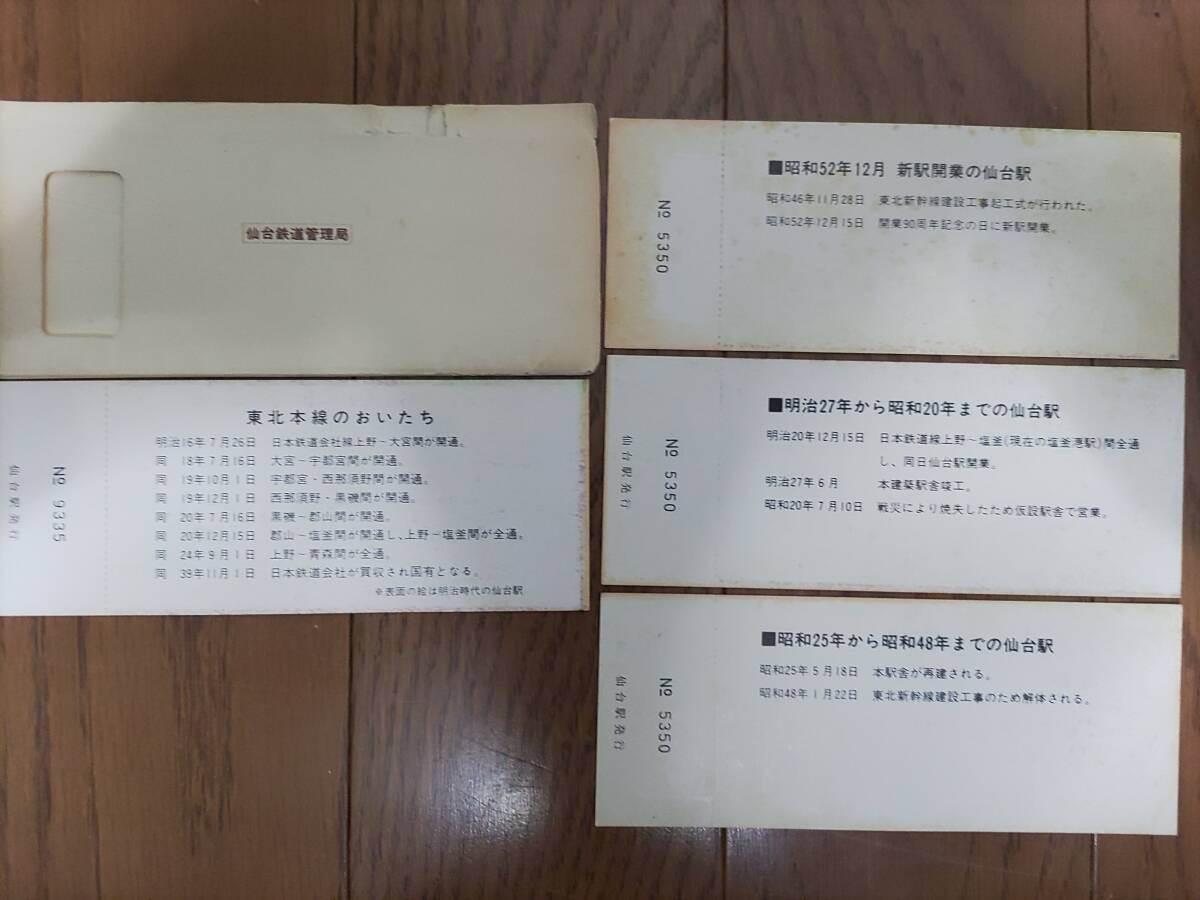 仙台鉄道管理局
東北本線のおいたち
明治16年7月26日 日本鉄道会社線上野～大宮間が開通。
同 18年7月16日 大宮～宇都宮間が開通。
同 19年10月1日 宇都宮・西那須野間が開通。
同 19年12月1日 西那須野・黒磯間が開通。
同 20年7月16日 黒磯～郡山間が開通。
同 20年12月15日 郡山～塩釜間が開通し、上野～塩釜間が全通。
同 24年9月1日 上野～青森間が全通。
同 39年11月1日 日本鉄道会社が買収され国有となる。
※表面の絵は明治時代の仙台駅
№ 9335
仙台駅発行
■昭和52年12月 新駅開業の仙台駅
昭和46年11月28日 東北新幹線建設工事起工式が行われた。
昭和52年12月15日 開業90周年記念の日に新駅開業。
№ 5350
■明治27年から昭和20年までの仙台駅
明治20年12月15日 日本鉄道線上野～塩釜(現在の塩釜港駅)間全通
し、同日仙台駅開業。
明治27年6月 本建築駅舎竣工。
昭和20年7月10日 戦災により焼失したため仮設駅舎で営業。
№ 5350
仙台駅発行
■昭和25年から昭和48年までの仙台駅
昭和25年5月18日 本駅舎が再建される。
昭和48年1月22日 東北新幹線建設工事のため解体される。
№ 5350
仙台駅発行